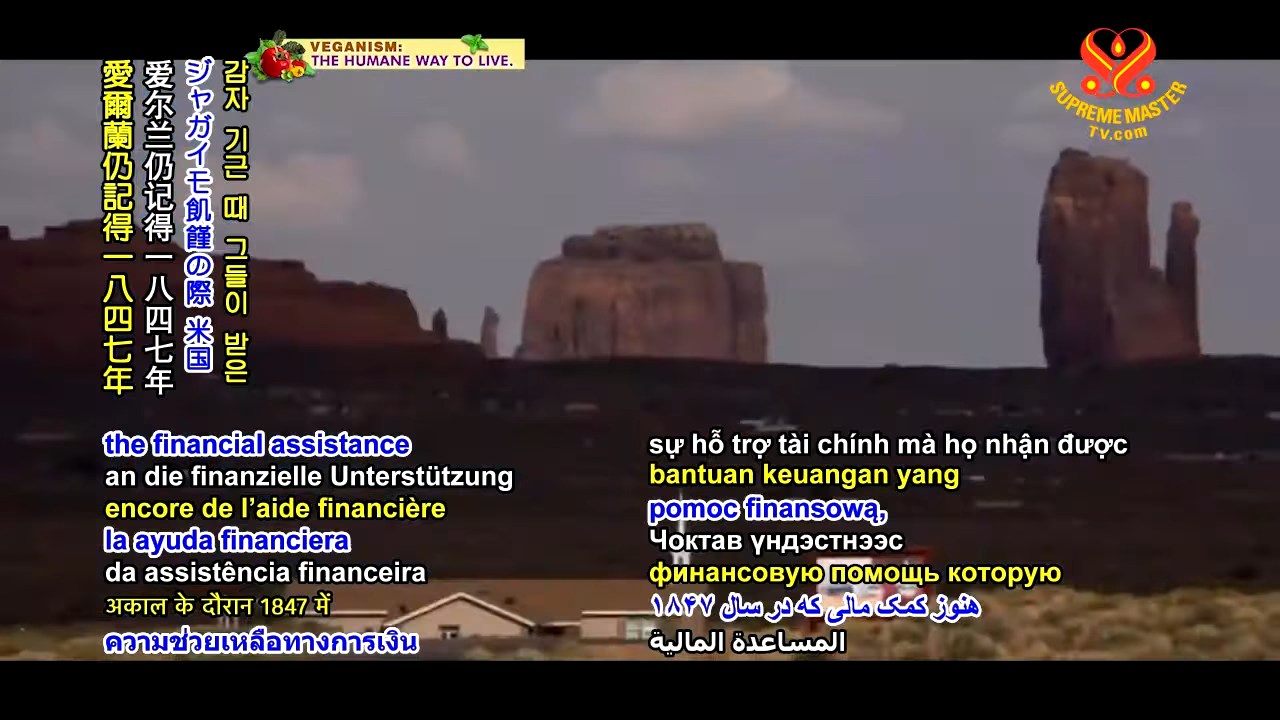 VEGANISM:
THE HUMANE WAY TO LIVE.
SUPREME MASTER
TV.com
감자 기근 때 그들이 받은
ジャガイモ飢饉の際 米国
爱尔兰仍记得一八四七年
愛爾蘭仍記得一八四七年
the financial assistance
an die finanzielle Unterstützung
encore de l’aide financière
la ayuda financiera
da assistência financeira
अकाल के दौरान 1847 में
ความช่วยเหลือทางการเงิน
sự hỗ trợ tài chính mà họ nhận được
bantuan keuangan yang
pomoc finansową,
Чоктав үндэстнээс
финансовую помощь которую
هنوز کمک مالی که در سال ۱۸۴۷
المساعدة المالية